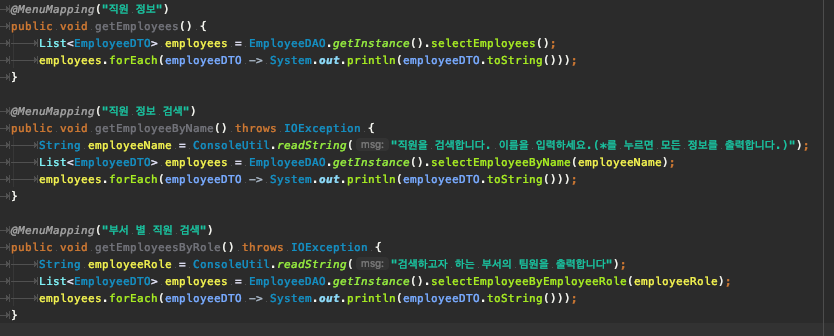 @MenuMapping("직원 정보")
public void getEmployees() {
List<EmployeeDTO> employees = EmployeeDAO.getInstance().selectEmployees();
employees.forEach(employeeDTO -> System.out.println(employeeDTO.toString()));
}
@MenuMapping("직원 정보 검색")
public void getEmployeeByName() throws IOException {
String employeeName = ConsoleUtil.readString( msg: "직원을 검색합니다. 이름을 입력하세요.(*를 누르면 모든 정보를 출력합니다.)");
List<EmployeeDTO> employees = EmployeeDAO.getInstance().selectEmployeeByName(employeeName);
employees.forEach(employeeDTO -> System.out.println(employeeDTO.toString()));
}
@MenuMapping("부서 별 직원 검색")
public void getEmployeesByRole() throws IOException {
String employeeRole = ConsoleUtil.readString( msg: "검색하고자 하는 부서의 팀원을 출력합니다");
List<EmployeeDTO> employees = EmployeeDAO.getInstance().selectEmployeeByEmployeeRole(employeeRole);
employees.forEach(employeeDTO -> System.out.println(employeeDTO.toString()));
}